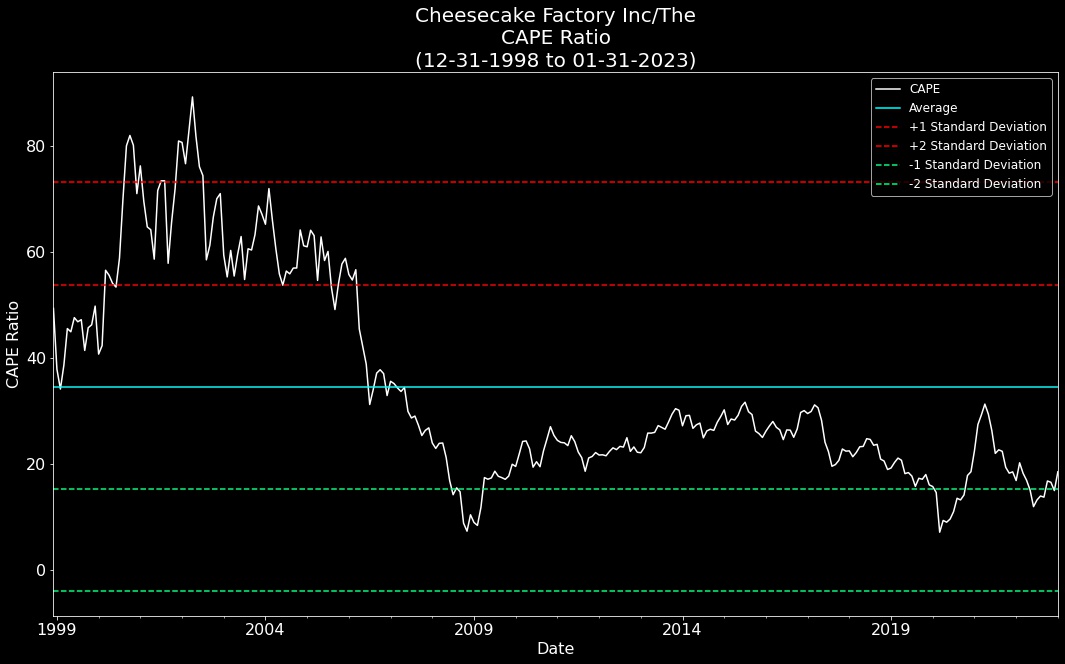 Cheesecake Factory Inc/The
CAPE Ratio
(12-31-1998 to 01-31-2023)
CAPE
Average
+1 Standard Deviation
+2 Standard Deviation
-1 Standard Deviation
-2 Standard Deviation
CAPE Ratio
80
60
40
20
0
1999 2004 2009 2014 2019
Date